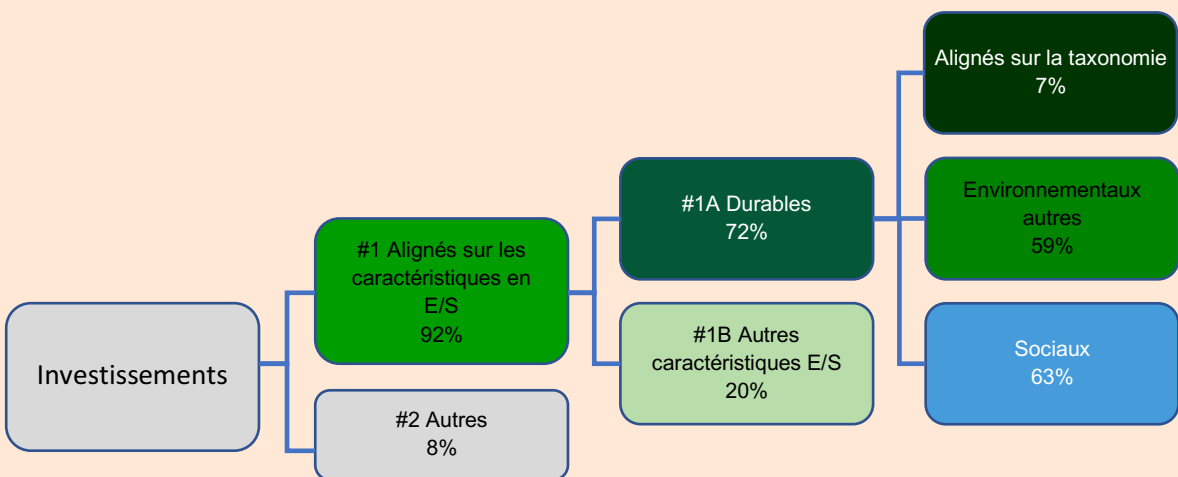 Investissements
#1 Alignés sur les
caractéristiques en
E/S
92%
#2 Autres
8%
#1A Durables
72%
#1B Autres
caractéristiques E/S
20%
Alignés sur la taxonomie
7%
Environnementaux
autres
59%
Sociaux
63%